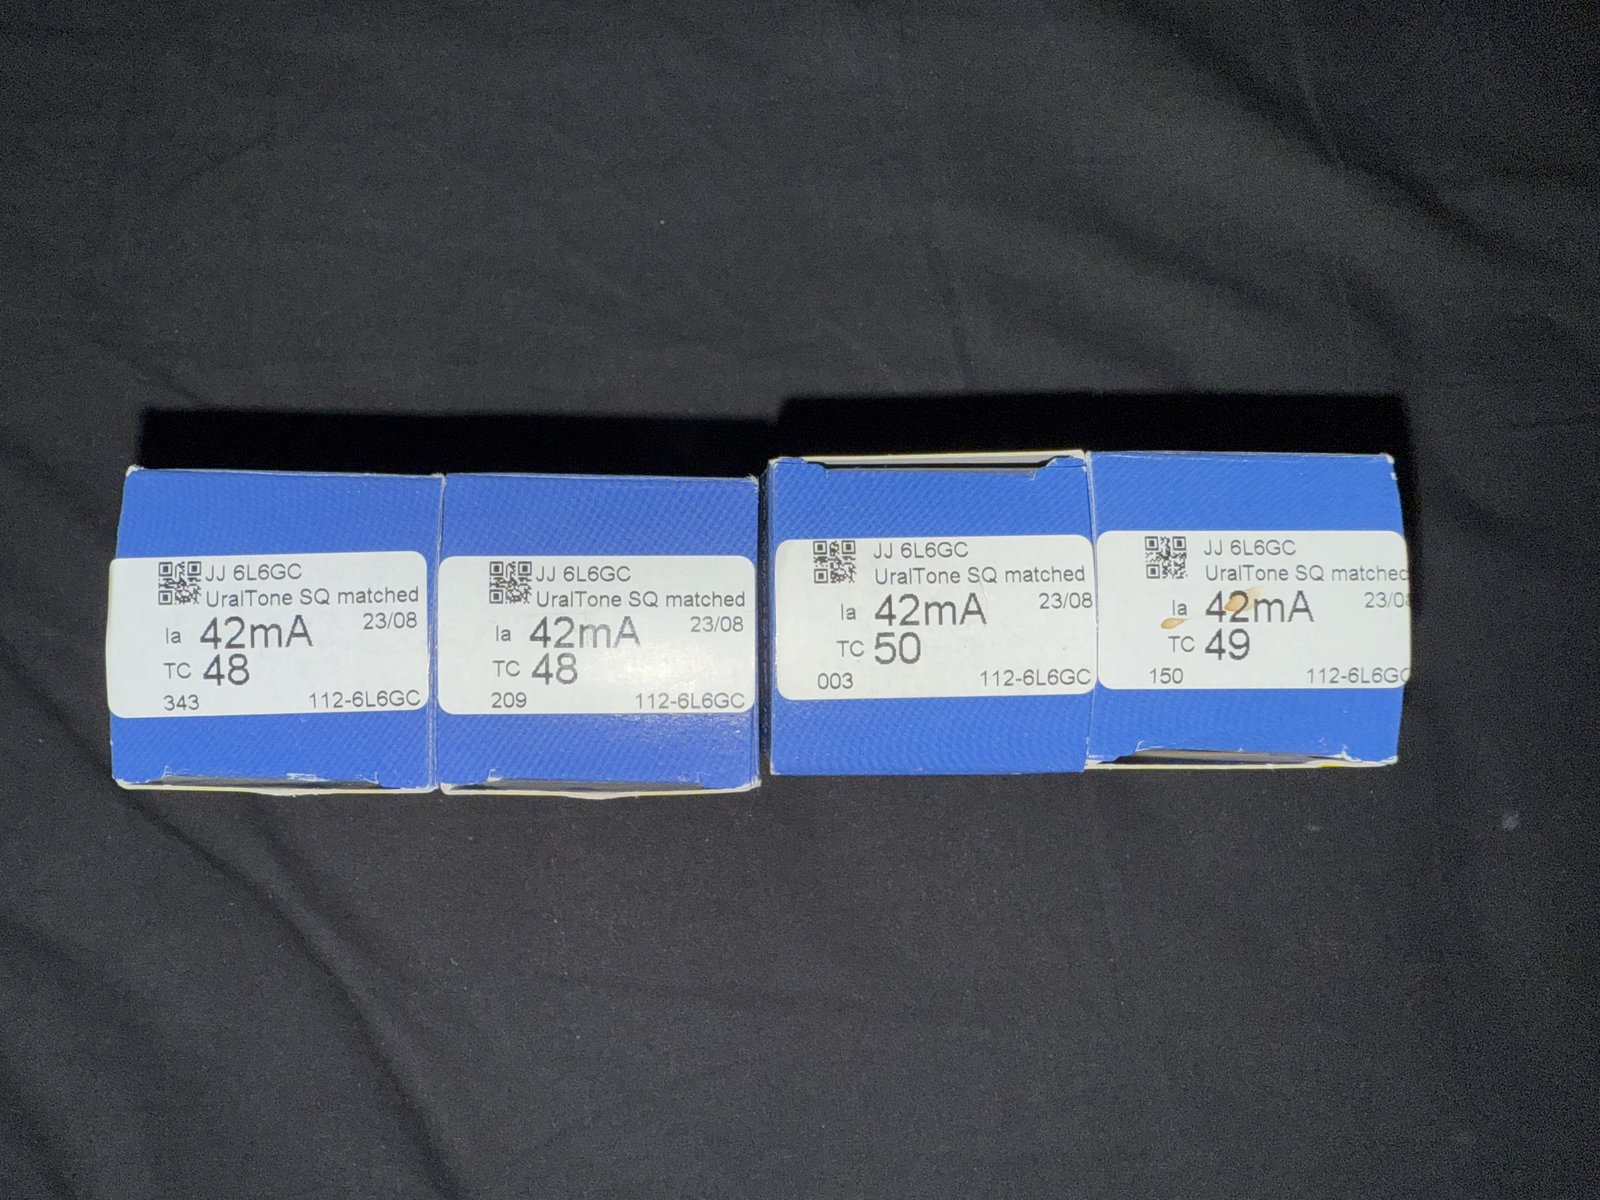 JJ 6L6GC
UralTone SQ matched
Ia 42mA 23/08
TC 48
343 112-6L6GC
JJ 6L6GC
UralTone SQ matched
Ia 42mA 23/08
TC 48
209 112-6L6GC
JJ 6L6GC
UralTone SQ matched
Ia 42mA 23/08
TC 50
003 112-6L6GC
JJ 6L6GC
UralTone SQ matched
Ia 42mA 23/08
TC 49
150 112-6L6GC